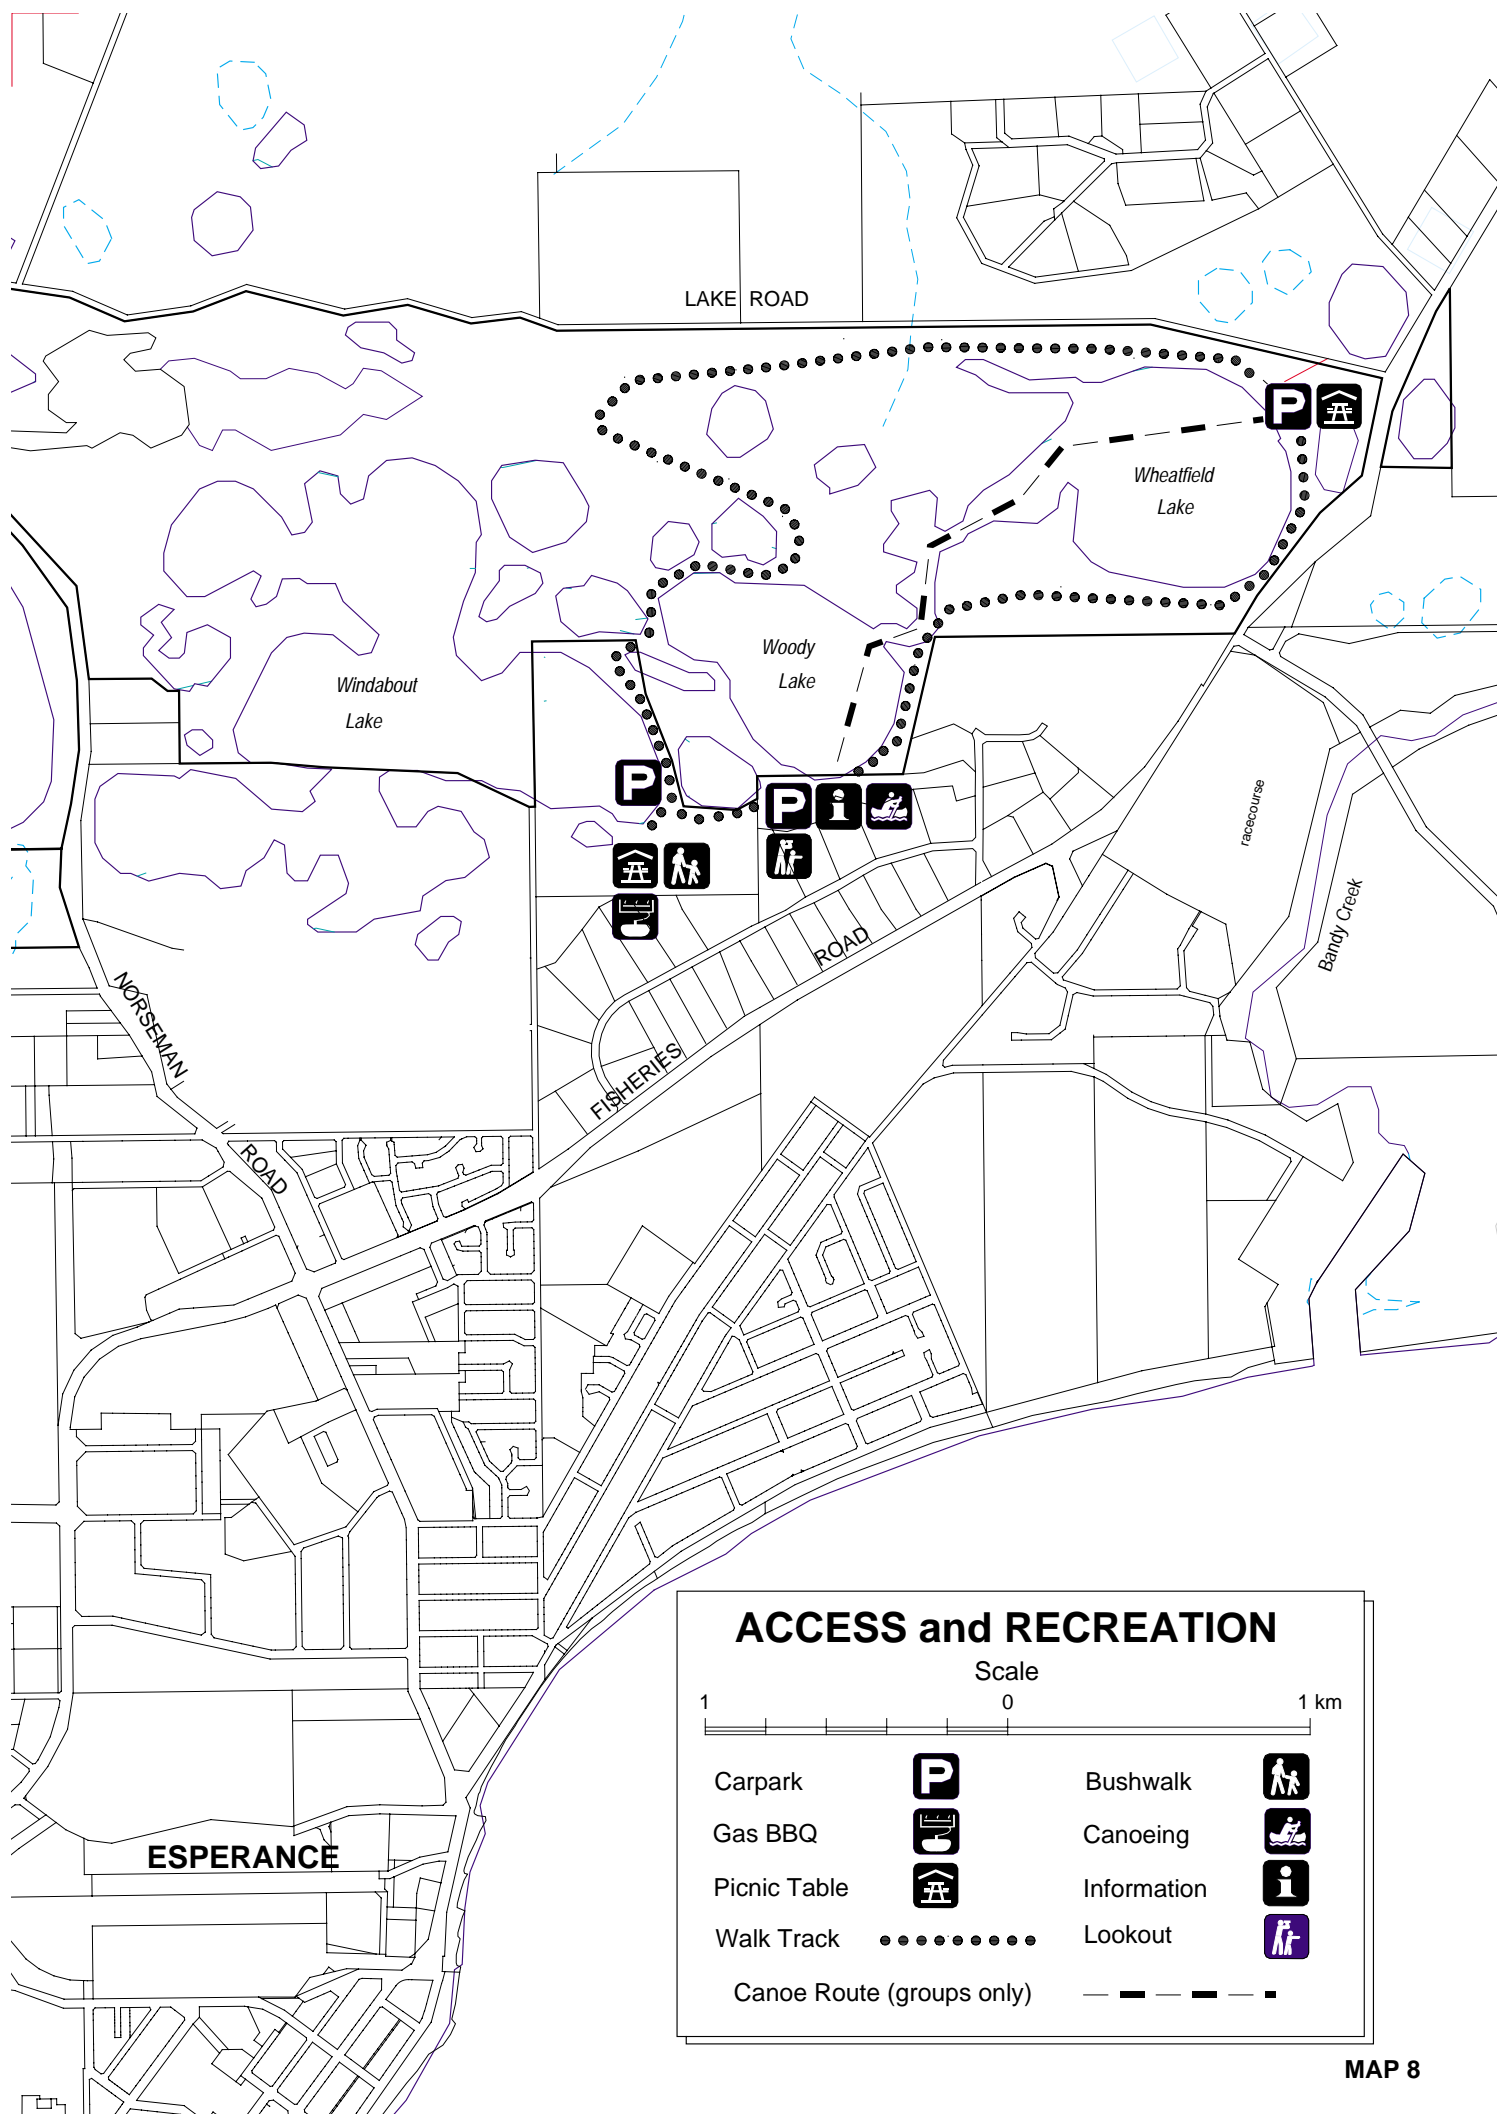 LAKE ROAD
P
Wheatfield
Lake
Woody
Lake
Windabout
Lake
P
P i
racecourse
Bandy Creek
ROAD
NORSEMAN
FISHERIES
ROAD
ACCESS and RECREATION
Scale
1 0 1 km
Carpark P Bushwalk
Gas BBQ Canoeing
Picnic Table Information i
Walk Track Lookout
Canoe Route (groups only)
ESPERANCE
MAP 8